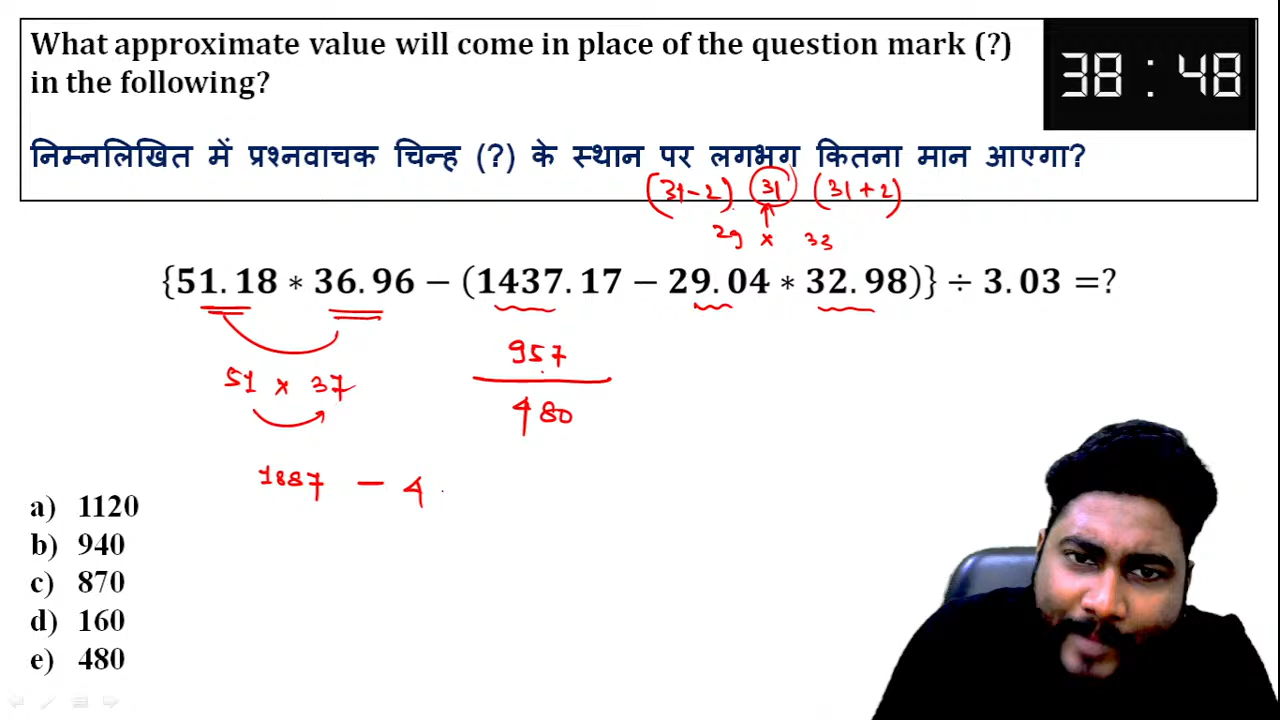 What approximate value will come in place of the question mark (?)
in the following?
38 : 48
निम्नलिखित में प्रश्नवाचक चिन्ह (?) के स्थान पर लगभग कितना मान आएगा?
(31-2) 31 (31+2)
29 × 33
{51.18 ∗ 36.96 − (1437.17 − 29.04 ∗ 32.98)} ÷ 3.03 =?
957
51 × 37
480
1887 − 4
a) 1120
b) 940
c) 870
d) 160
e) 480